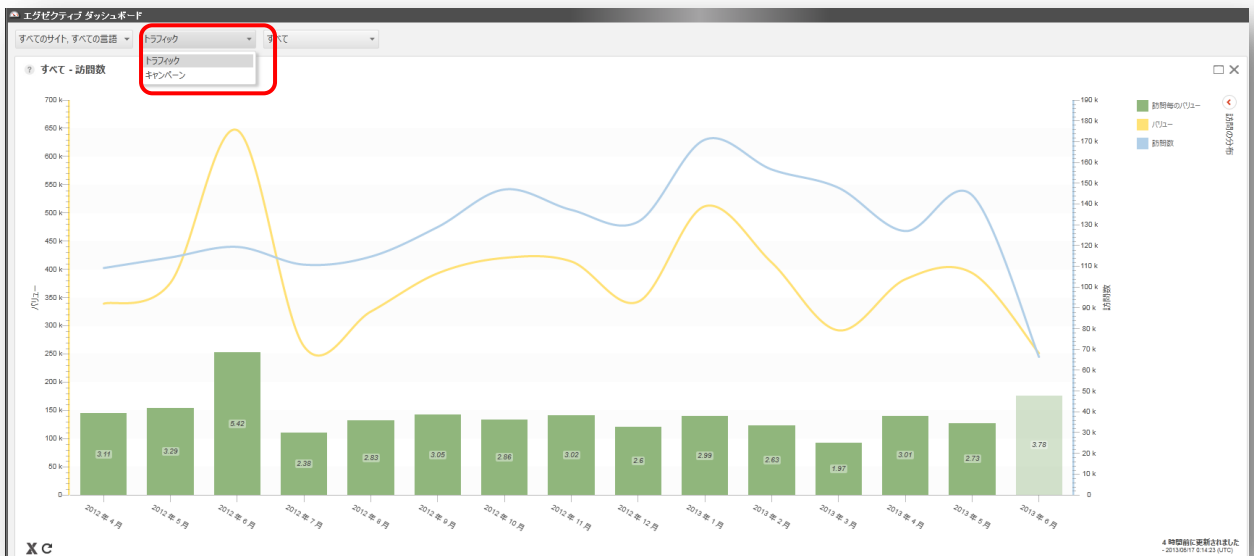 エグゼクティブ ダッシュボード
すべてのサイト, すべての言語
トラフィック
すべて
トラフィック
キャンペーン
? すべて - 訪問数
700 k
650 k
600 k
550 k
500 k
450 k
400 k
350 k
300 k
250 k
200 k
150 k
100 k
50 k
0
バリュー
190 k
180 k
170 k
160 k
150 k
140 k
130 k
120 k
110 k
100 k
90 k
80 k
70 k
60 k
50 k
40 k
30 k
20 k
10 k
0
訪問数
訪問毎のバリュー
バリュー
訪問数
訪問の分布
3.11
3.29
5.42
2.38
2.83
3.05
2.86
3.02
2.6
2.99
2.63
1.97
3.01
2.73
3.78
2012 年 4 月
2012 年 5 月
2012 年 6 月
2012 年 7 月
2012 年 8 月
2012 年 9 月
2012 年 10 月
2012 年 11 月
2012 年 12 月
2013 年 1 月
2013 年 2 月
2013 年 3 月
2013 年 4 月
2013 年 5 月
2013 年 6 月
4 時間前に更新されました
- 2013/06/17 0:14:23 (UTC)